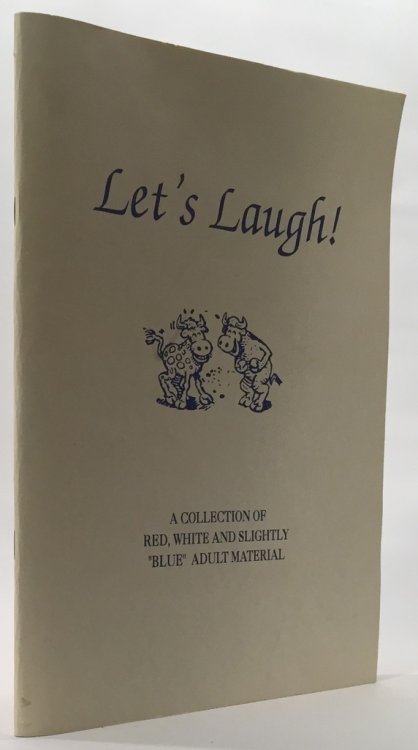 Let's Laugh!
A COLLECTION OF
RED, WHITE AND SLIGHTLY
"BLUE" ADULT MATERIAL